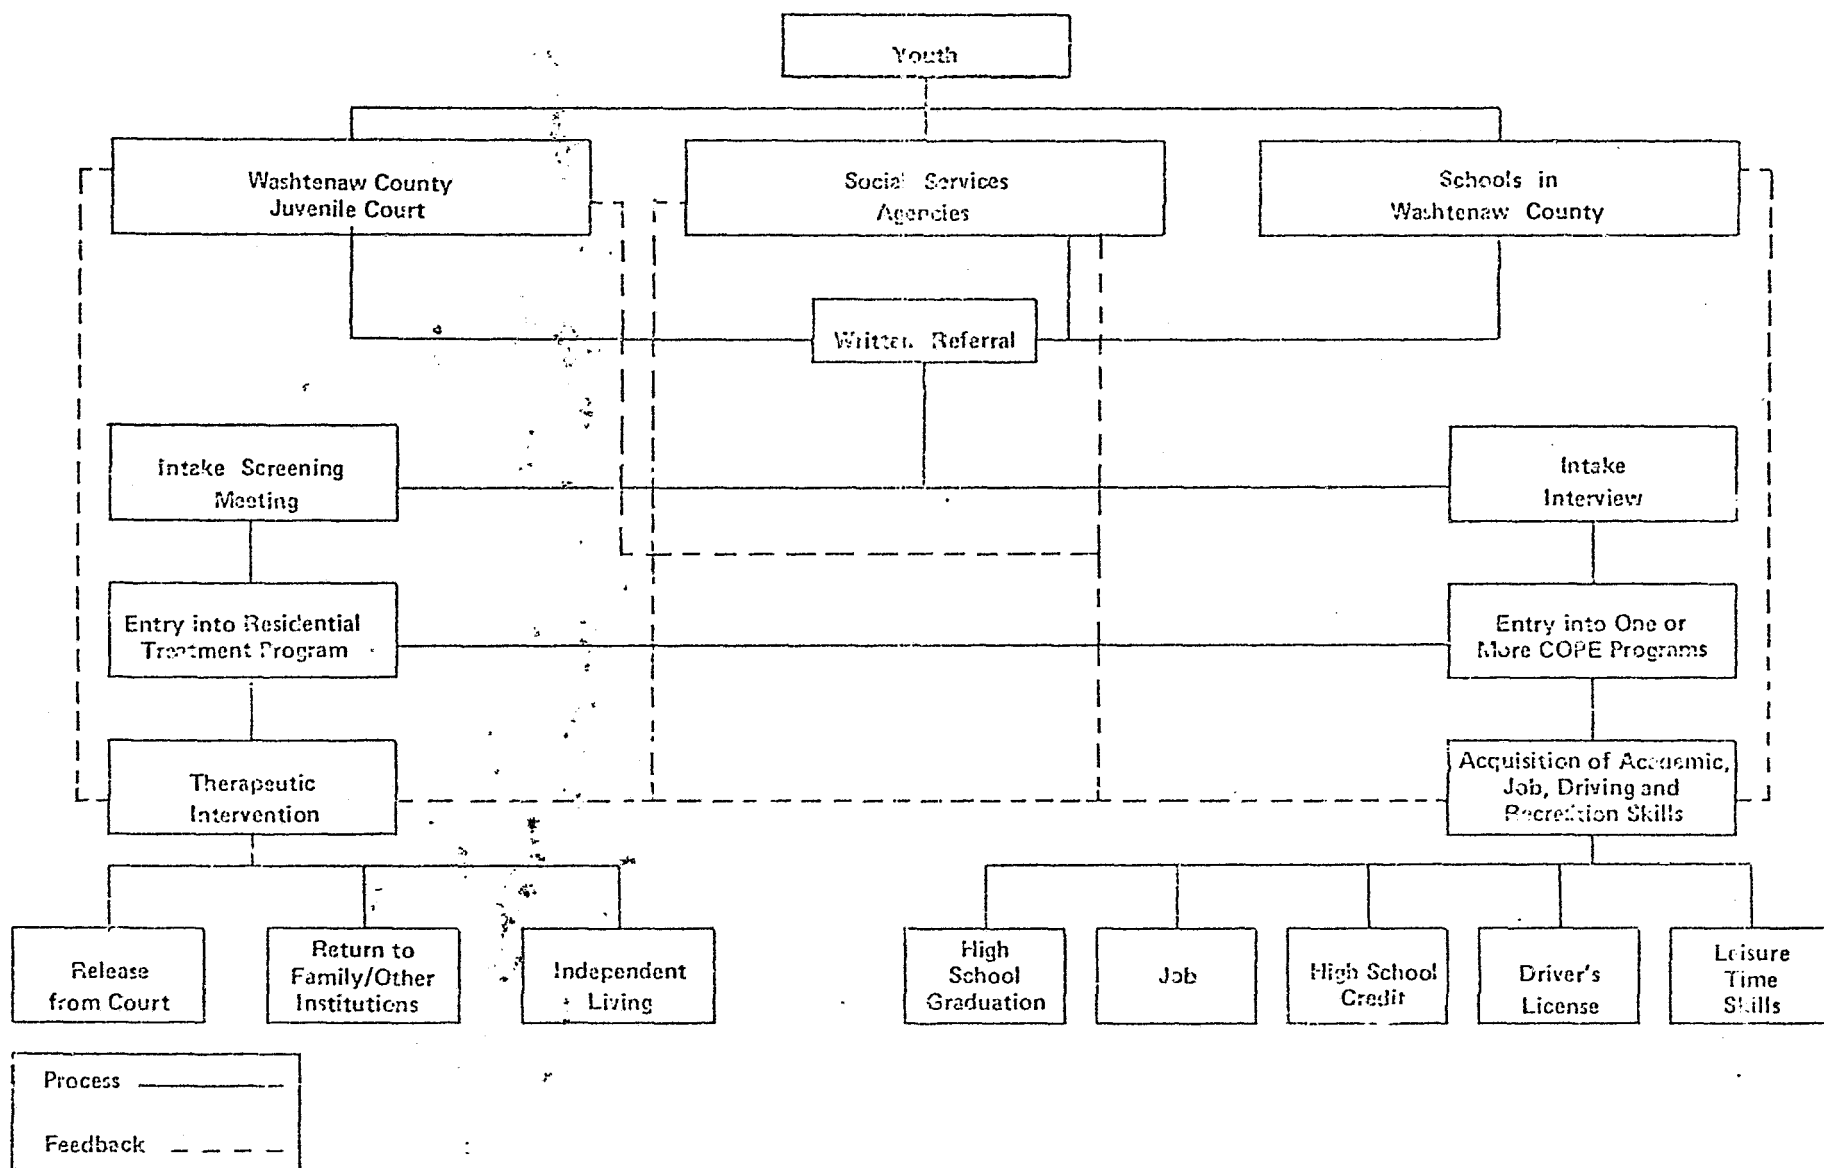 Youth
Washtenaw County
Juvenile Court
Social Services
Agencies
Schools in
Washtenaw County
Written Referral
Intake Screening
Meeting
Intake
Interview
Entry into Residential
Treatment Program
Entry into One or
More COPE Programs
Therapeutic
Intervention
Acquisition of Academic,
Job, Driving and
Recreation Skills
Release
from Court
Return to
Family/Other
Institutions
Independent
Living
High
School
Graduation
Job
High School
Credit
Driver's
License
Leisure
Time
Skills
Process
Feedback